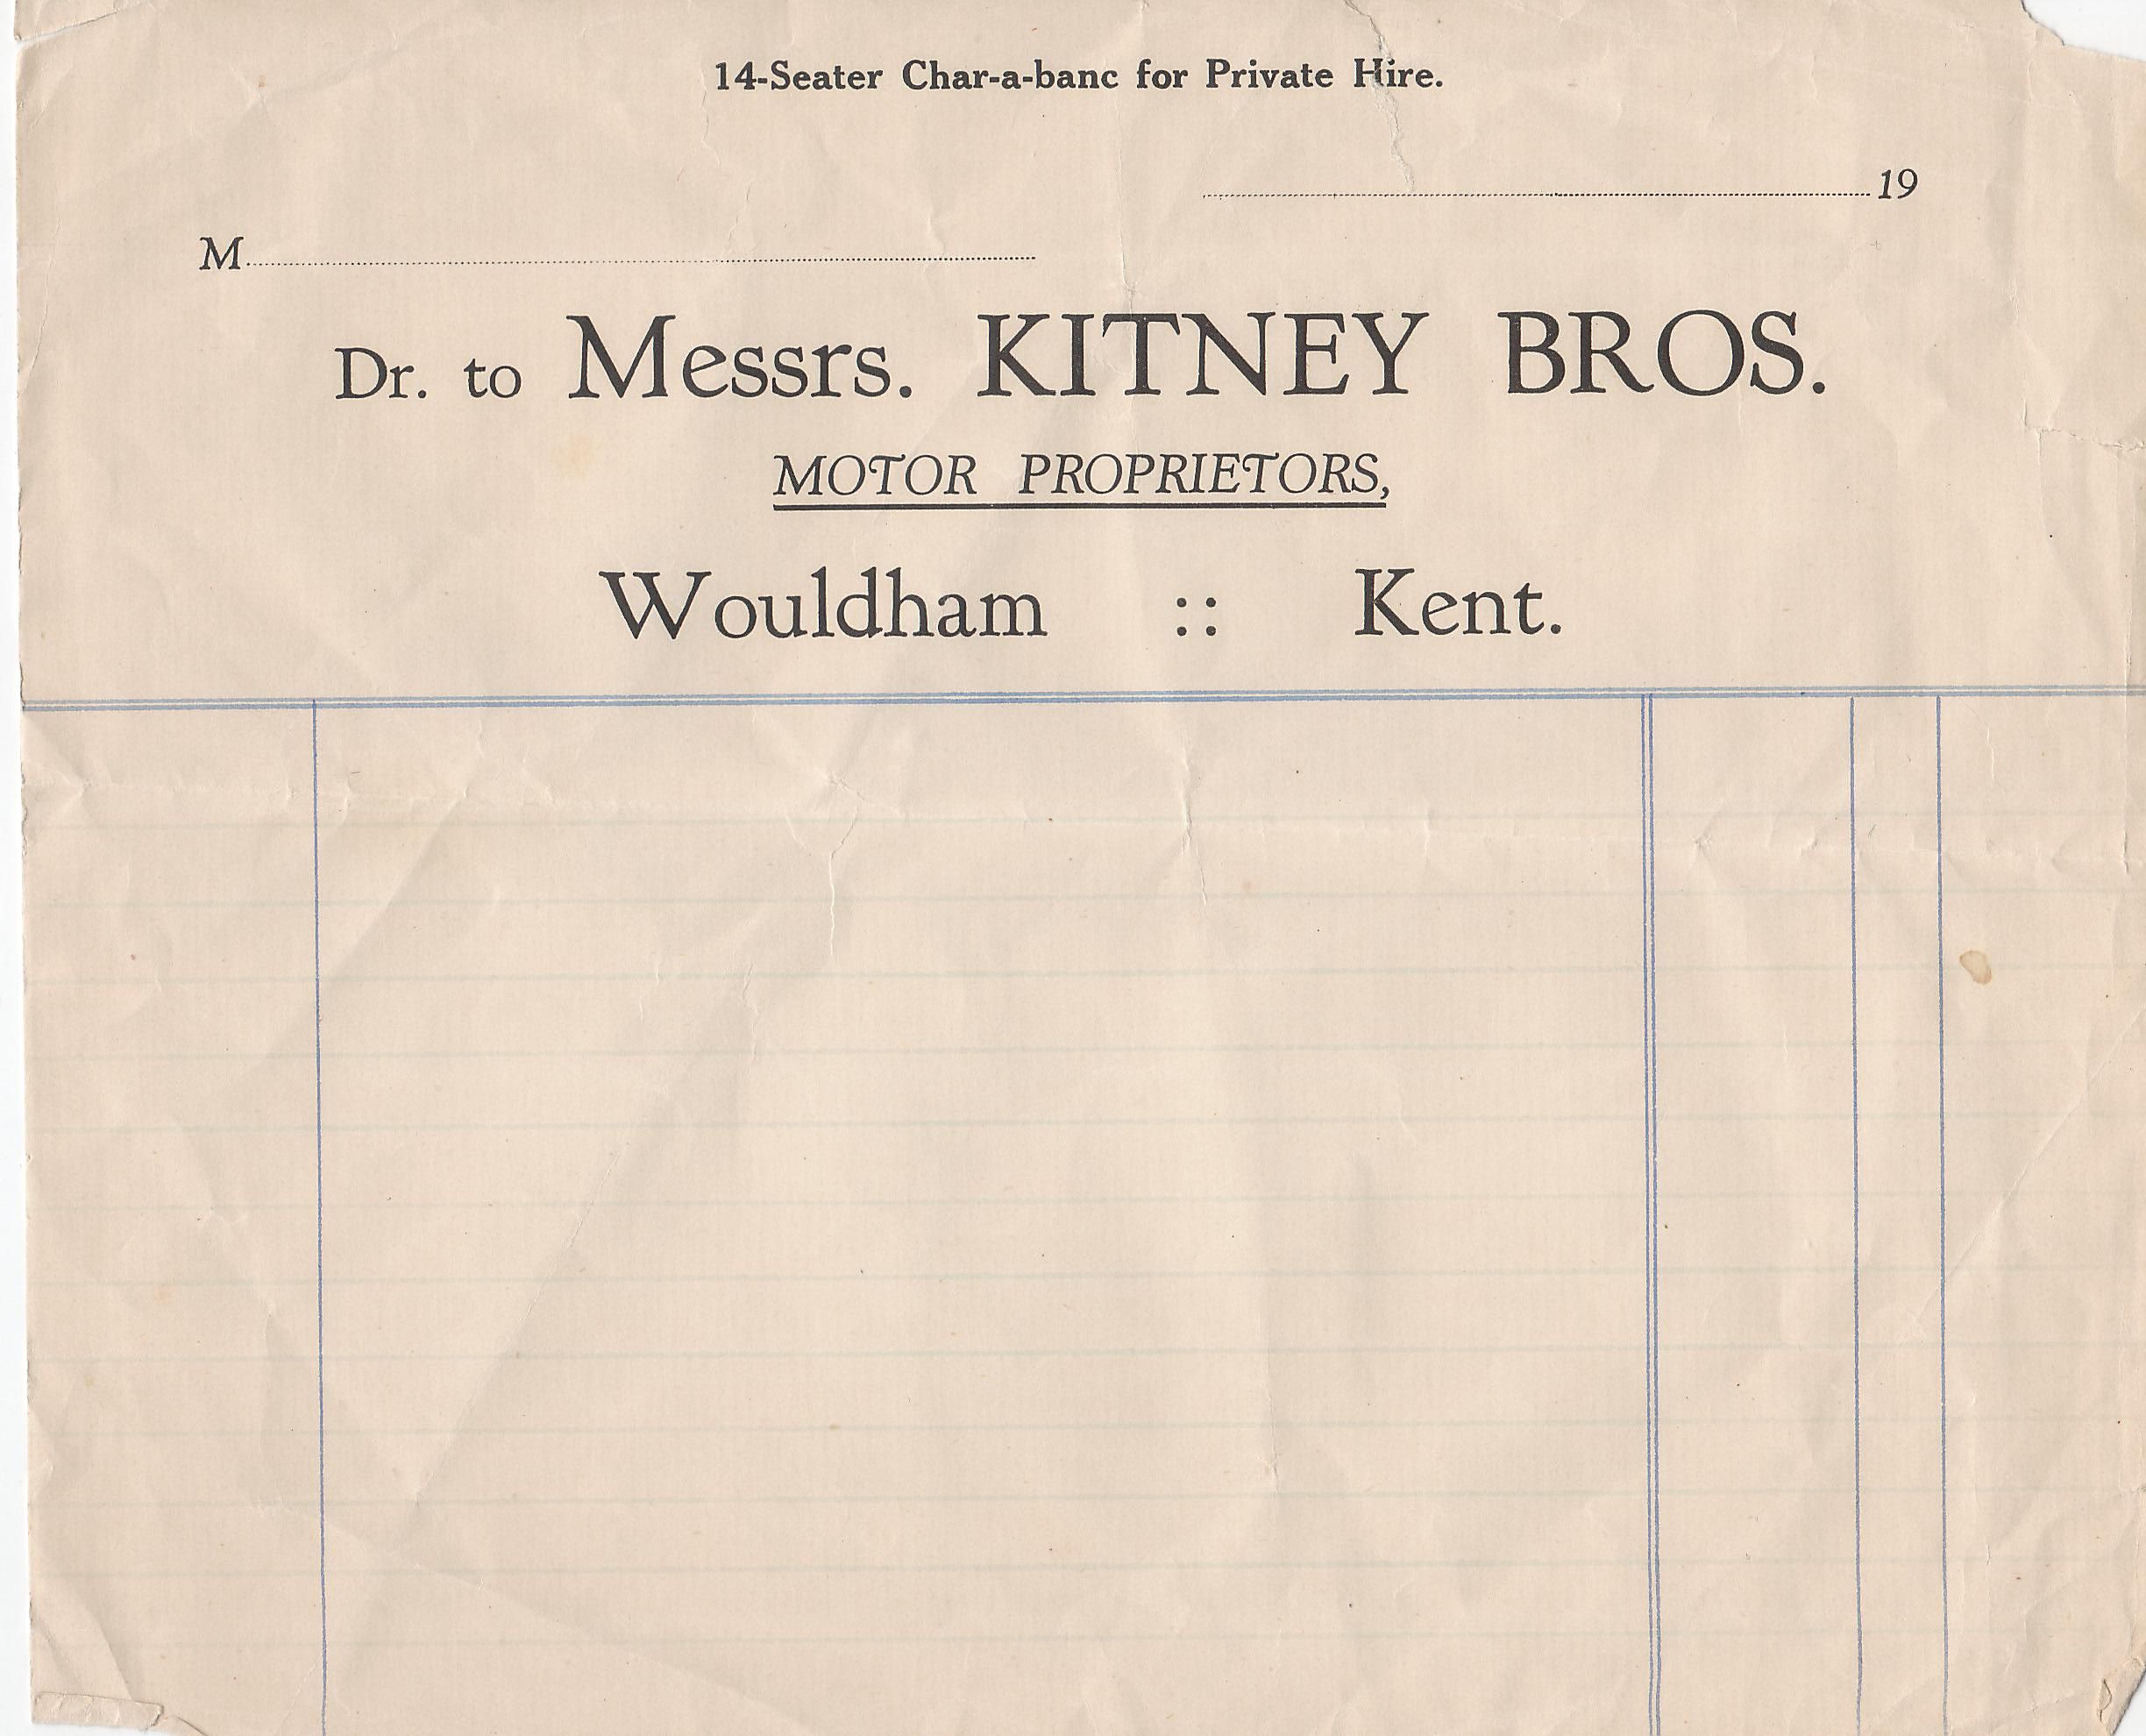 14-Seater Char-a-banc for Private Hire.
19
M
Dr. to Messrs. KITNEY BROS.
MOTOR PROPRIETORS,
Wouldham :: Kent.